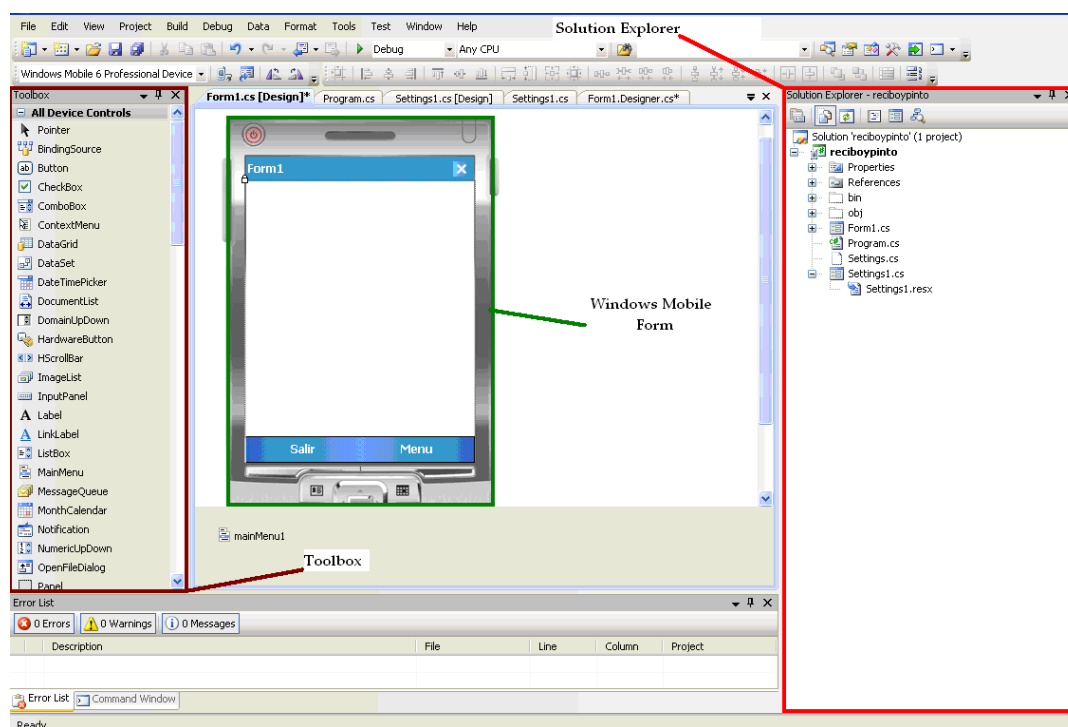 File Edit View Project Build Debug Data Format Tools Test Window Help
Solution Explorer
Debug Any CPU
Windows Mobile 6 Professional Device
Toolbox
All Device Controls
Pointer
BindingSource
Button
CheckBox
ComboBox
ContextMenu
DataGrid
DataSet
DateTimePicker
DocumentList
DomainUpDown
HardwareButton
HScrollBar
ImageList
InputPanel
Label
LinkLabel
ListBox
MainMenu
MessageQueue
MonthCalendar
Notification
NumericUpDown
OpenFileDialog
Panel
Form1.cs [Design]* Program.cs Settings1.cs [Design] Settings1.cs Form1.Designer.cs*
Form1
Salir Menu
Windows Mobile
Form
mainMenu1
Toolbox
Solution Explorer - reciboypinto
Solution 'reciboypinto' (1 project)
reciboypinto
Properties
References
bin
obj
Form1.cs
Program.cs
Settings.cs
Settings1.cs
Settings1.resx
Error List
0 Errors 0 Warnings 0 Messages
Description File Line Column Project
Error List Command Window
Ready